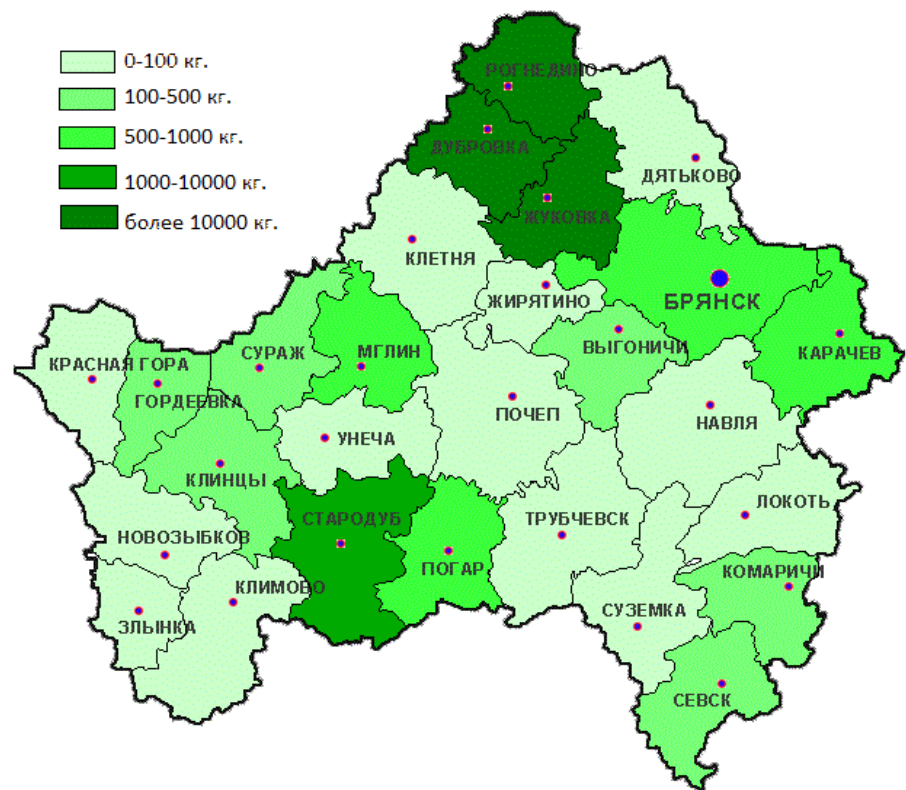 0-100 кг.
100-500 кг.
500-1000 кг.
1000-10000 кг.
более 10000 кг.
РОГНЕДИНО
ДУБРОВКА
ДЯТЬКОВО
ЖУКОВКА
КЛЕТНЯ
ЖИРЯТИНО
БРЯНСК
ВЫГОНИЧИ
КАРАЧЕВ
СУРАЖ
МГЛИН
КРАСНАЯ ГОРА
ГОРДЕЕВКА
ПОЧЕП
НАВЛЯ
УНЕЧА
КЛИНЦЫ
ЛОКОТЬ
СТАРОДУБ
ТРУБЧЕВСК
НОВОЗЫБКОВ
ПОГАР
КОМАРИЧИ
КЛИМОВО
СУЗЕМКА
ЗЛЫНКА
СЕВСК